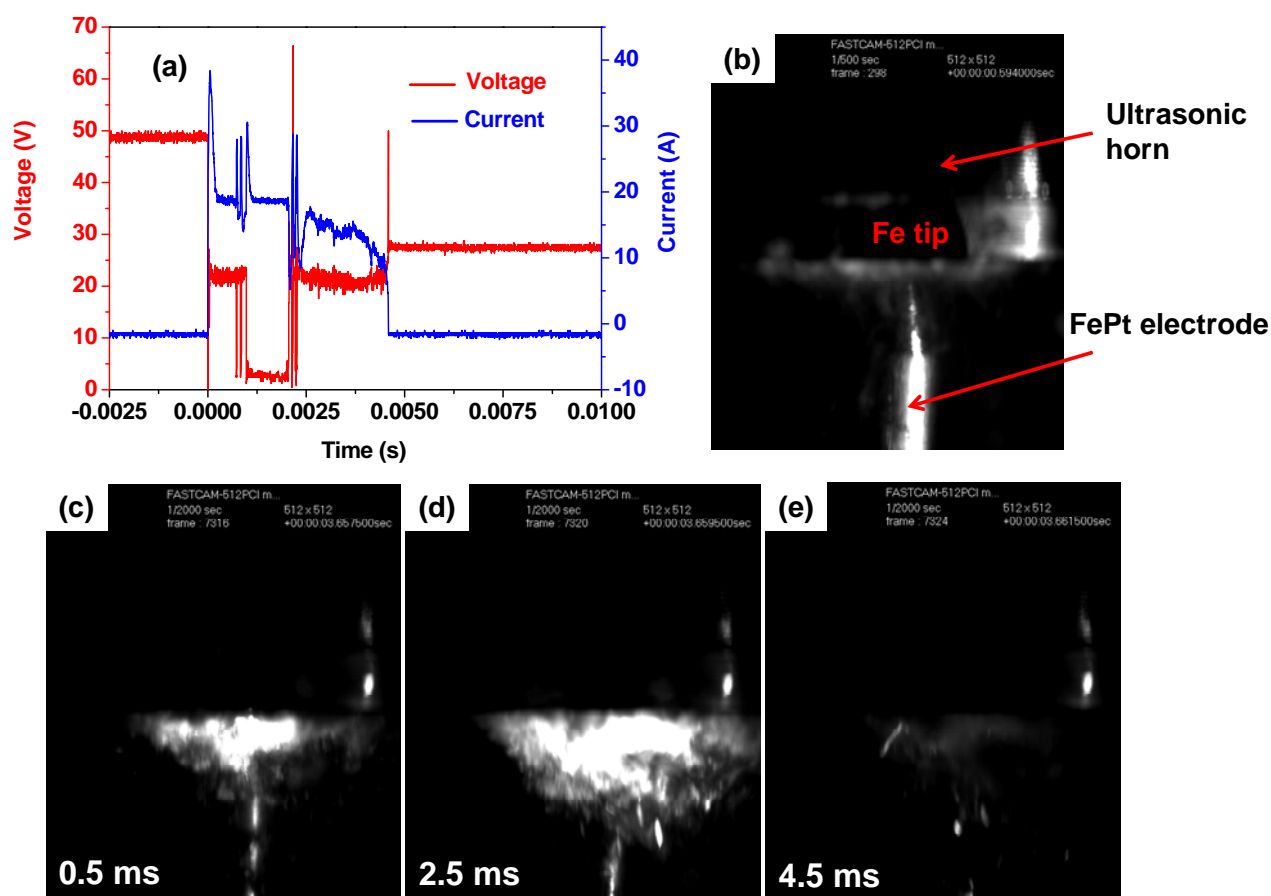 (a)
Voltage
Current
Voltage (V)
70
60
50
40
30
20
10
0
Current (A)
40
30
20
10
0
-10
-0.0025
0.0000
0.0025
0.0050
0.0075
0.0100
Time (s)
(b)
FASTCAM-512PCI m...
1/500 sec 512 x 512
frame : 298 +00:00:00.594000sec
Ultrasonic
horn
Fe tip
FePt electrode
(c)
FASTCAM-512PCI m...
1/2000 sec 512 x 512
frame : 7316 +00:00:03.657500sec
0.5 ms
(d)
FASTCAM-512PCI m...
1/2000 sec 512 x 512
frame : 7320 +00:00:03.659500sec
2.5 ms
(e)
FASTCAM-512PCI m...
1/2000 sec 512 x 512
frame : 7324 +00:00:03.661500sec
4.5 ms